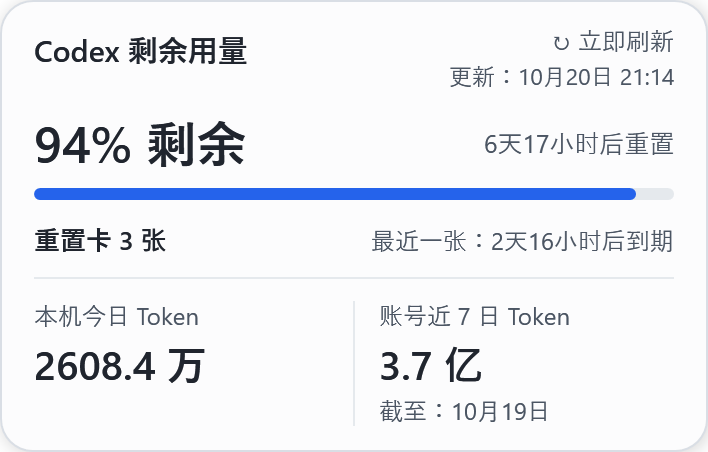 Codex 剩余用量
↻ 立即刷新
更新：10月20日 21:14
94% 剩余
6天17小时后重置
重置卡 3 张
最近一张：2天16小时后到期
本机今日 Token
2608.4 万
账号近 7 日 Token
3.7 亿
截至：10月19日